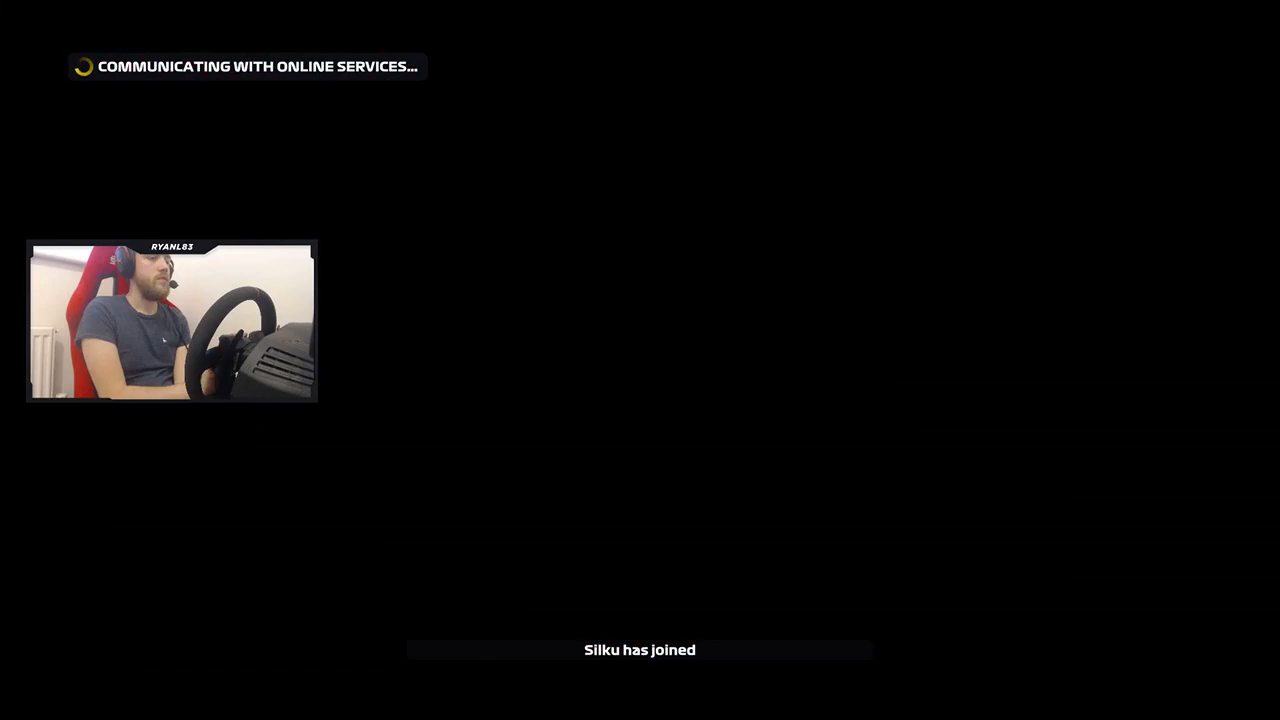 COMMUNICATING WITH ONLINE SERVICES...
RYANL83
Silku has joined